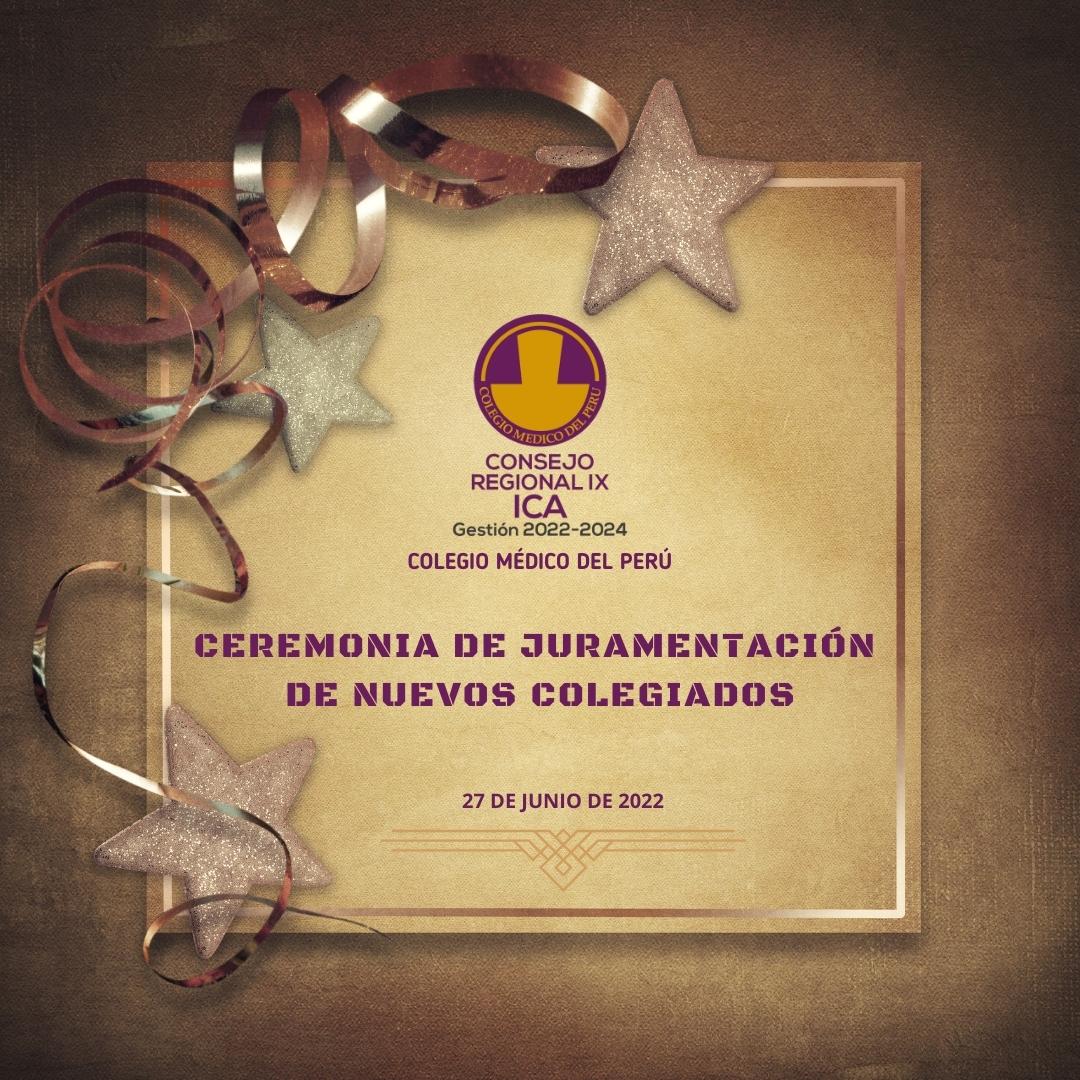 COLEGIO MEDICO DEL PERU
CONSEJO
REGIONAL IX
ICA
Gestión 2022-2024
COLEGIO MÉDICO DEL PERÚ
CEREMONIA DE JURAMENTACIÓN
DE NUEVOS COLEGIADOS
27 DE JUNIO DE 2022